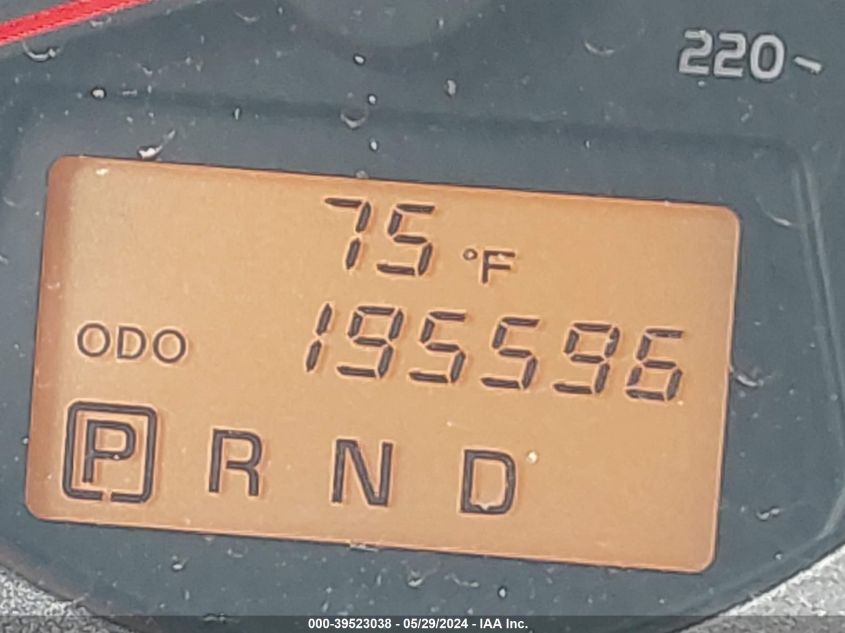 220
75 °F
ODO 195596
P R N D
000-39523038 - 05/29/2024 - IAA Inc.